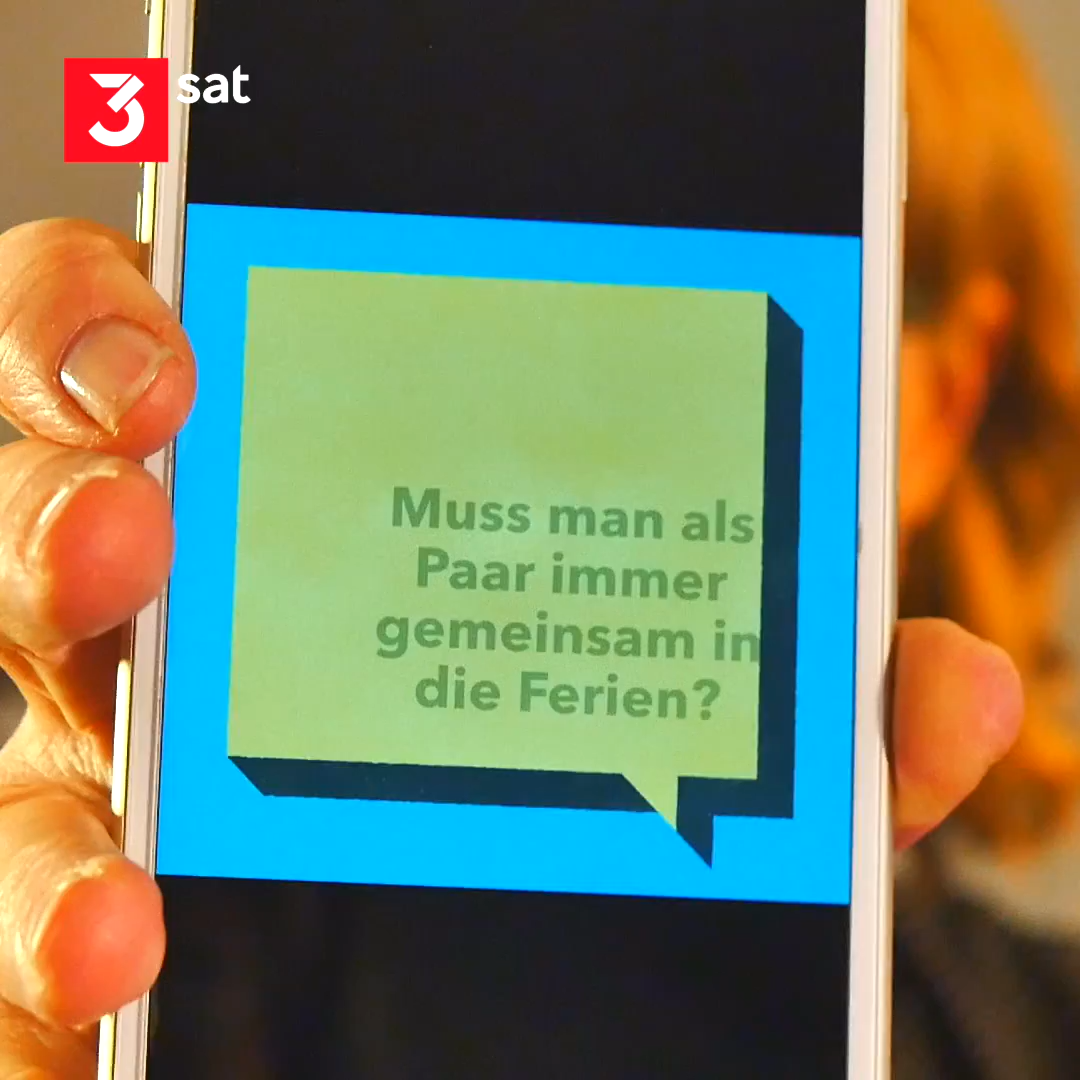 3sat
Muss man als
Paar immer
gemeinsam in
die Ferien?